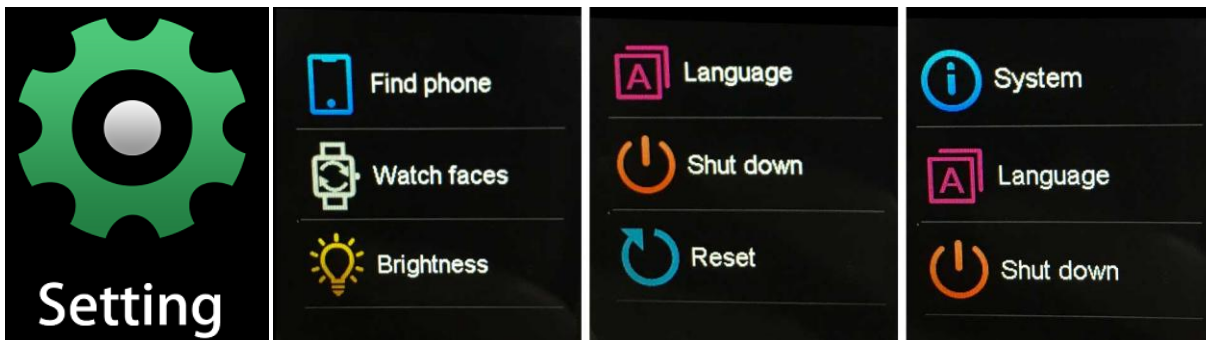 Setting
Find phone
Watch faces
Brightness
A Language
Shut down
Reset
i System
A Language
Shut down